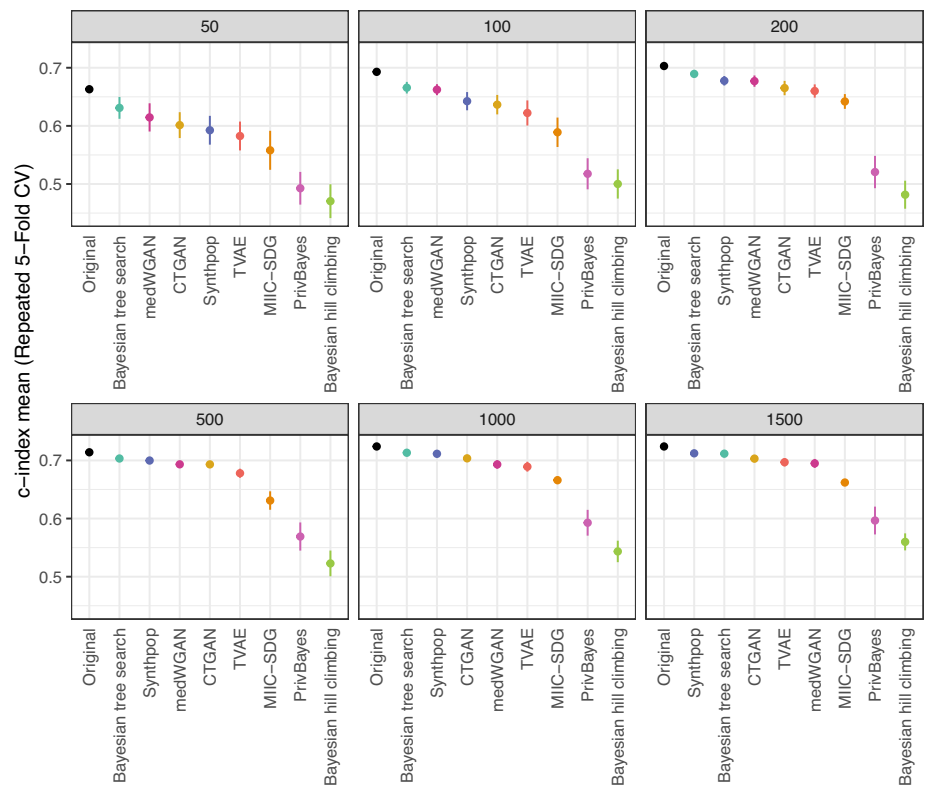 c−index mean (Repeated 5−Fold CV)
50
100
200
0.7
0.6
0.5
Original
Bayesian tree search
medWGAN
CTGAN
Synthpop
TVAE
MIIC−SDG
PrivBayes
Bayesian hill climbing
Original
Bayesian tree search
medWGAN
Synthpop
CTGAN
TVAE
MIIC−SDG
PrivBayes
Bayesian hill climbing
Original
Bayesian tree search
Synthpop
medWGAN
CTGAN
TVAE
MIIC−SDG
PrivBayes
Bayesian hill climbing
500
1000
1500
0.7
0.6
0.5
Original
Bayesian tree search
Synthpop
medWGAN
CTGAN
TVAE
MIIC−SDG
PrivBayes
Bayesian hill climbing
Original
Bayesian tree search
Synthpop
CTGAN
medWGAN
TVAE
MIIC−SDG
PrivBayes
Bayesian hill climbing
Original
Synthpop
Bayesian tree search
CTGAN
TVAE
medWGAN
MIIC−SDG
PrivBayes
Bayesian hill climbing